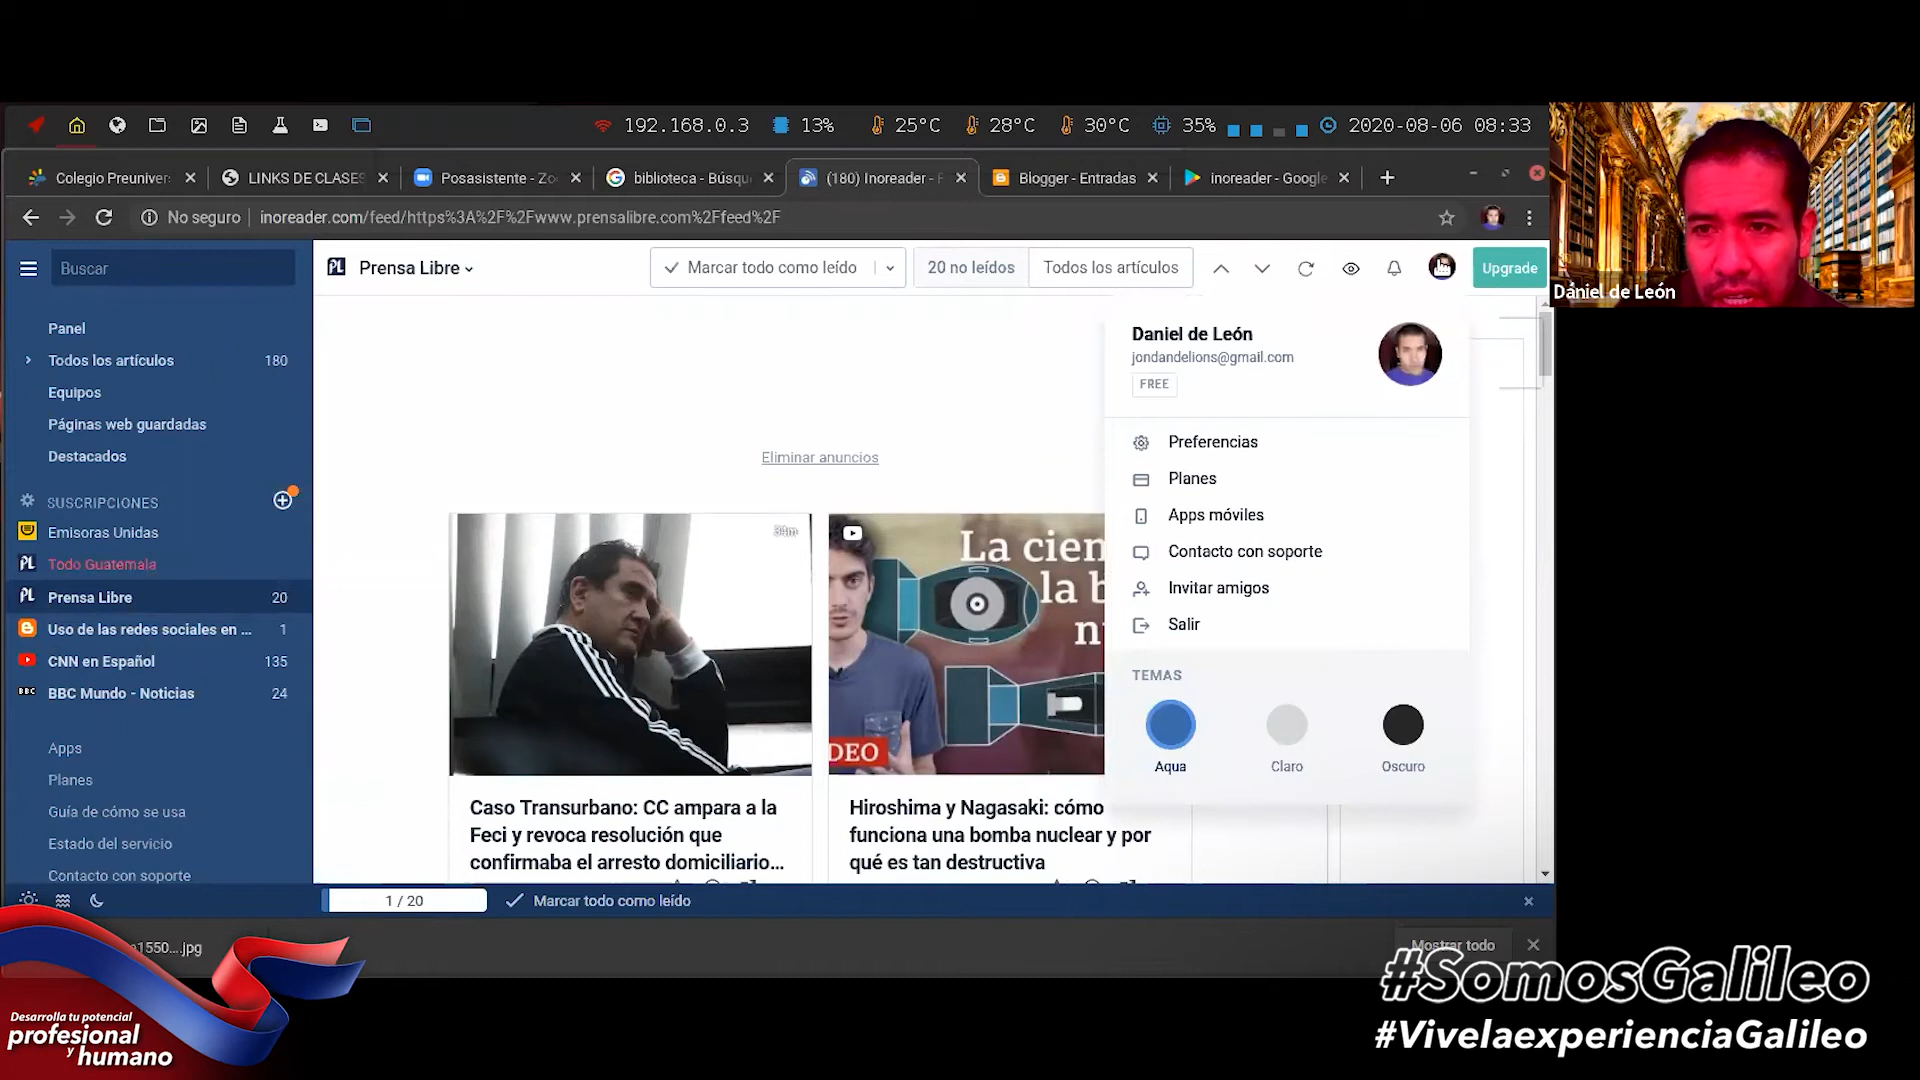 192.168.0.3 13% 25°C 28°C 30°C 35% 2020-08-06 08:33
Colegio Preuniver
LINKS DE CLASES
Posasistente - Zo
biblioteca - Búsqu
(180) Inoreader - P
Blogger - Entradas
inoreader - Google
No seguro
inoreader.com/feed/https%3A%2F%2Fwww.prensalibre.com%2Ffeed%2F
Buscar
Prensa Libre
Marcar todo como leído
20 no leídos
Todos los artículos
Upgrade
Dániel de León
Panel
Todos los artículos 180
Equipos
Páginas web guardadas
Destacados
SUSCRIPCIONES
Emisoras Unidas
Todo Guatemala
Prensa Libre 20
Uso de las redes sociales en ... 1
CNN en Español 135
BBC Mundo - Noticias 24
Apps
Planes
Guía de cómo se usa
Estado del servicio
Contacto con soporte
Eliminar anuncios
34m
La cien
la b
n
DEO
Caso Transurbano: CC ampara a la
Feci y revoca resolución que
confirmaba el arresto domiciliario...
Hiroshima y Nagasaki: cómo
funciona una bomba nuclear y por
qué es tan destructiva
Daniel de León
jondandelions@gmail.com
FREE
Preferencias
Planes
Apps móviles
Contacto con soporte
Invitar amigos
Salir
TEMAS
Aqua
Claro
Oscuro
1 / 20
Marcar todo como leído
1550....jpg
Mostrar todo
Desarrolla tu potencial
profesional
y
humano
#SomosGalileo
#VivelaexperienciaGalileo